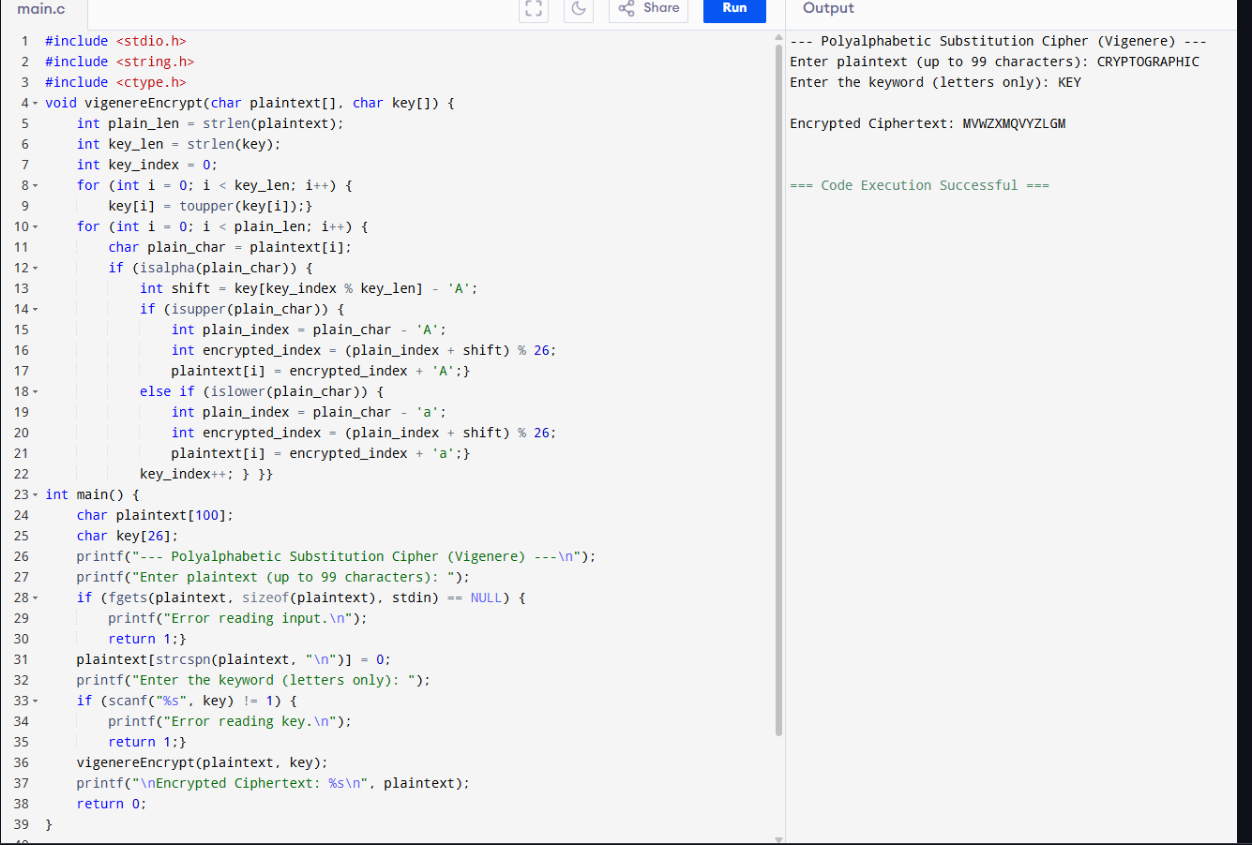 main.c
Share
Run
Output
1 #include <stdio.h>
2 #include <string.h>
3 #include <ctype.h>
4 void vigenereEncrypt(char plaintext[], char key[]) {
5 int plain_len = strlen(plaintext);
6 int key_len = strlen(key);
7 int key_index = 0;
8 for (int i = 0; i < key_len; i++) {
9 key[i] = toupper(key[i]);}
10 for (int i = 0; i < plain_len; i++) {
11 char plain_char = plaintext[i];
12 if (isalpha(plain_char)) {
13 int shift = key[key_index % key_len] - 'A';
14 if (isupper(plain_char)) {
15 int plain_index = plain_char - 'A';
16 int encrypted_index = (plain_index + shift) % 26;
17 plaintext[i] = encrypted_index + 'A';}
18 else if (islower(plain_char)) {
19 int plain_index = plain_char - 'a';
20 int encrypted_index = (plain_index + shift) % 26;
21 plaintext[i] = encrypted_index + 'a';}
22 key_index++; } }}
23 int main() {
24 char plaintext[100];
25 char key[26];
26 printf("--- Polyalphabetic Substitution Cipher (Vigenere) ---\n");
27 printf("Enter plaintext (up to 99 characters): ");
28 if (fgets(plaintext, sizeof(plaintext), stdin) == NULL) {
29 printf("Error reading input.\n");
30 return 1;}
31 plaintext[strcspn(plaintext, "\n")] = 0;
32 printf("Enter the keyword (letters only): ");
33 if (scanf("%s", key) != 1) {
34 printf("Error reading key.\n");
35 return 1;}
36 vigenereEncrypt(plaintext, key);
37 printf("\nEncrypted Ciphertext: %s\n", plaintext);
38 return 0;
39 }
--- Polyalphabetic Substitution Cipher (Vigenere) ---
Enter plaintext (up to 99 characters): CRYPTOGRAPHIC
Enter the keyword (letters only): KEY
Encrypted Ciphertext: MVWZXMQVYZLGM
=== Code Execution Successful ===